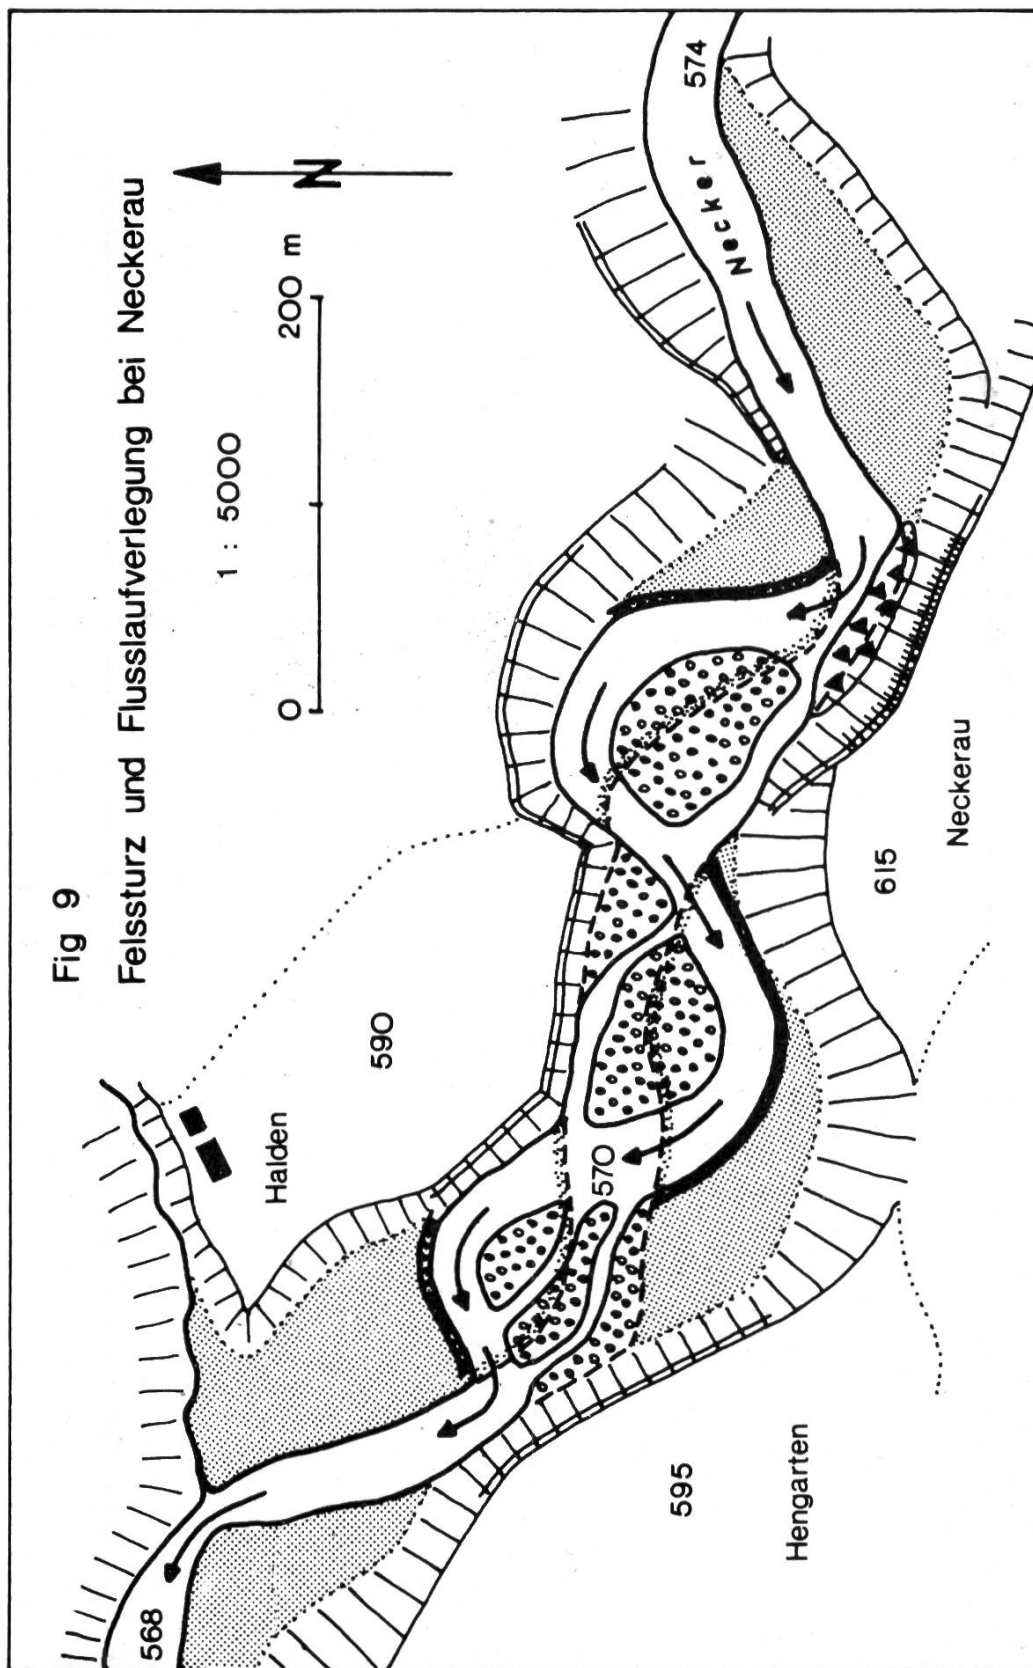 Fig 9
Felssturz und Flusslaufverlegung bei Neckerau
1 : 5000
0
200 m
N
574
Necker
Halden
590
570
568
595
Hengarten
615
Neckerau